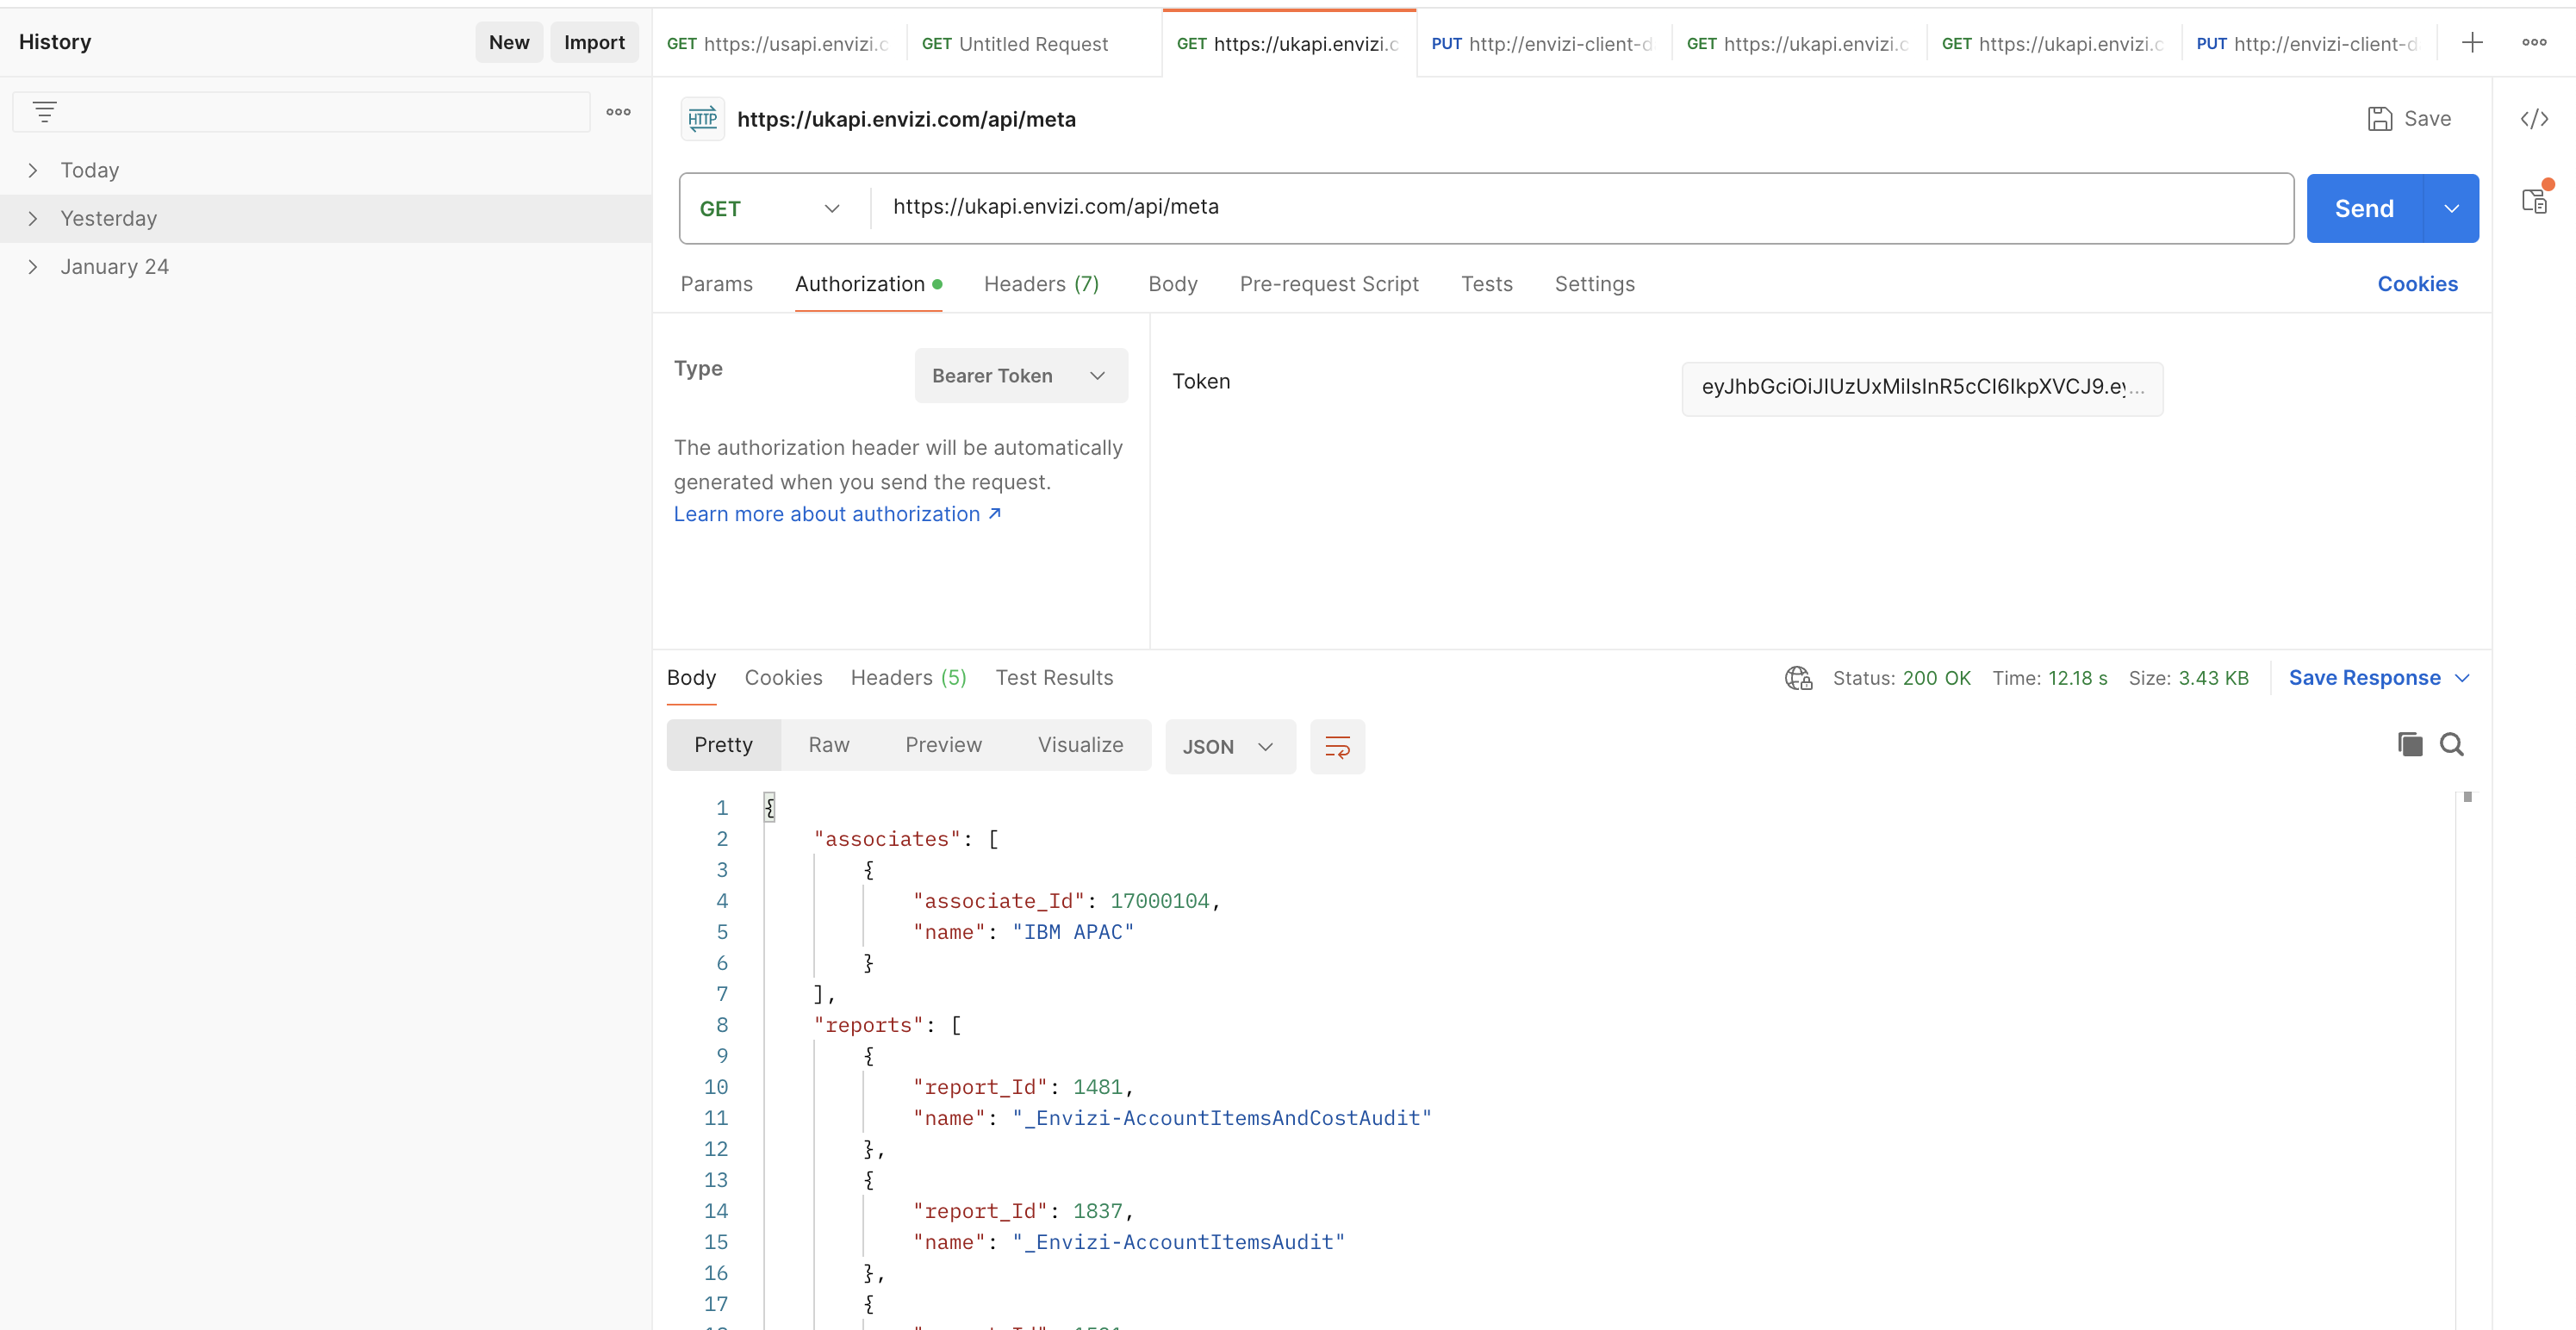 History
New
Import
GET https://usapi.envizi.c
GET Untitled Request
GET https://ukapi.envizi.c
PUT http://envizi-client-d
GET https://ukapi.envizi.c
GET https://ukapi.envizi.c
PUT http://envizi-client-d
Today
Yesterday
January 24
HTTP
https://ukapi.envizi.com/api/meta
Save
GET
https://ukapi.envizi.com/api/meta
Send
Params
Authorization
Headers (7)
Body
Pre-request Script
Tests
Settings
Cookies
Type
Bearer Token
The authorization header will be automatically
generated when you send the request.
Learn more about authorization ↗
Token
Body
Cookies
Headers (5)
Test Results
Status: 200 OK
Time: 12.18 s
Size: 3.43 KB
Save Response
Pretty
Raw
Preview
Visualize
JSON
1 {
2 "associates": [
3 {
4 "associate_Id": 17000104,
5 "name": "IBM APAC"
6 }
7 ],
8 "reports": [
9 {
10 "report_Id": 1481,
11 "name": "_Envizi-AccountItemsAndCostAudit"
12 },
13 {
14 "report_Id": 1837,
15 "name": "_Envizi-AccountItemsAudit"
16 },
17 {